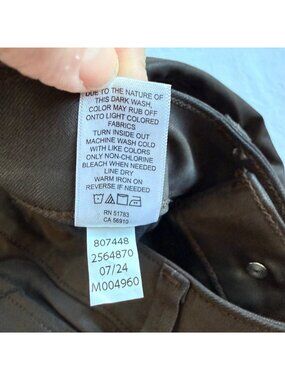 DUE TO THE NATURE OF
THIS DARK WASH,
COLOR MAY RUB OFF
ONTO LIGHT COLORED
FABRICS
TURN INSIDE OUT
MACHINE WASH COLD
WITH LIKE COLORS
ONLY NON-CHLORINE
BLEACH WHEN NEEDED
LINE DRY
WARM IRON ON
REVERSE IF NEEDED
RN 51783
CA 56910
807448
2564870
07/24
M004960